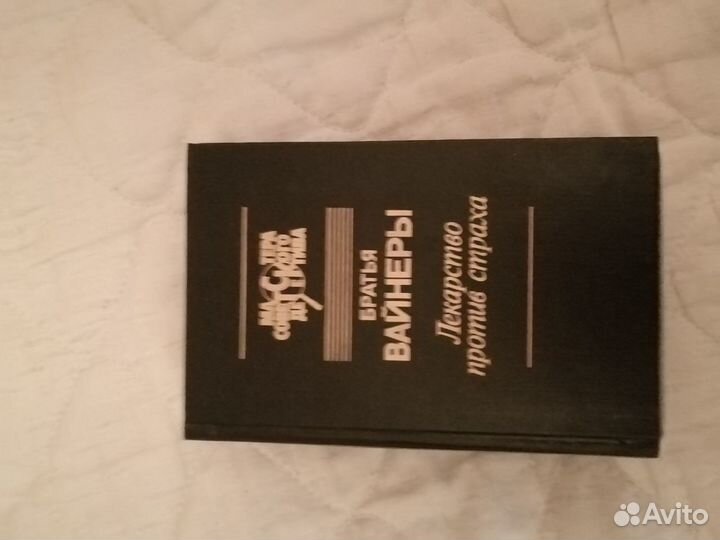 МАСТЕРА
СОВЕТСКОГО
ДЕТЕКТИВА
БРАТЬЯ
ВАЙНЕРЫ
Лекарство
против страха
Avito